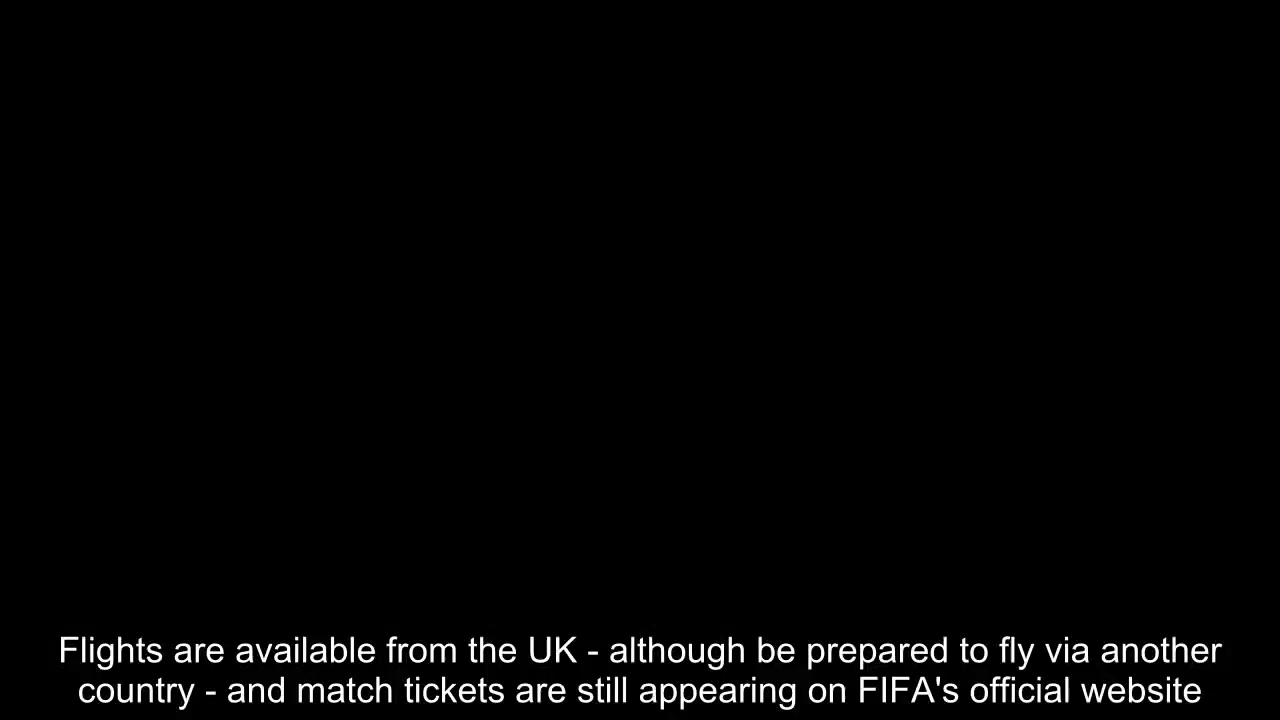 Flights are available from the UK - although be prepared to fly via another
country - and match tickets are still appearing on FIFA's official website